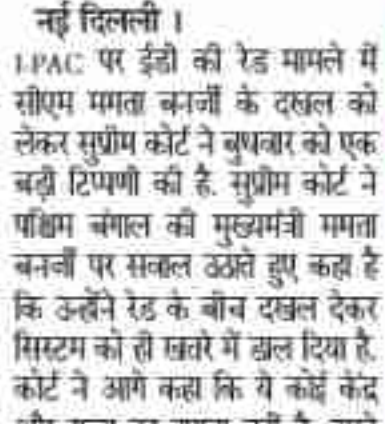 नई दिल्ली ।
I-PAC पर ईडी की रेड मामले में
सीएम ममता बनर्जी के दखल को
लेकर सुप्रीम कोर्ट ने बुधवार को एक
बड़ी टिप्पणी की है. सुप्रीम कोर्ट ने
पश्चिम बंगाल की मुख्यमंत्री ममता
बनर्जी पर सवाल उठाते हुए कहा है
कि उन्होंने रेड के बीच दखल देकर
सिस्टम को ही खतरे में डाल दिया है.
कोर्ट ने आगे कहा कि ये कोई केंद्र